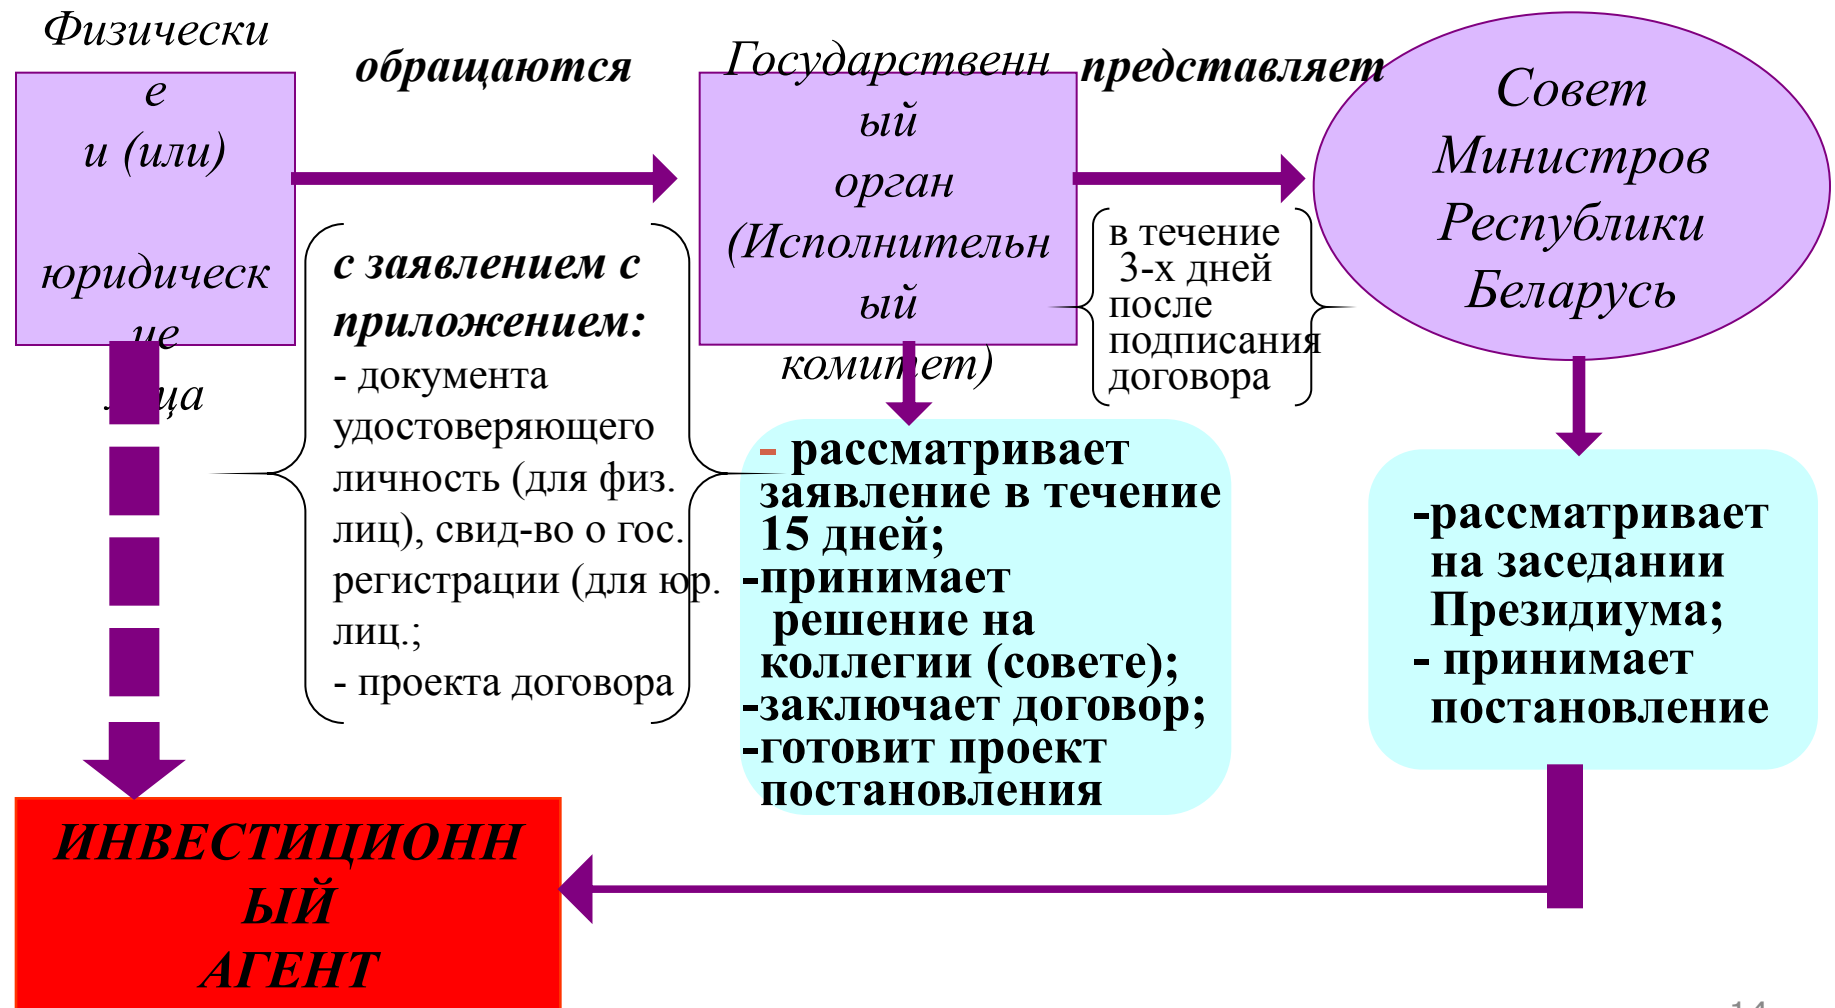 Физически
е
и (или)
юридическ
ие
лица
обращаются
с заявлением с
приложением:
- документа
удостоверяющего
личность (для физ.
лиц), свид-во о гос.
регистрации (для юр.
лиц.;
- проекта договора
Государственн
ый
орган
(Исполнительн
ый
комитет)
- рассматривает
заявление в течение
15 дней;
-принимает
решение на
коллегии (совете);
-заключает договор;
-готовит проект
постановления
представляет
в течение
3-х дней
после
подписания
договора
Совет
Министров
Республики
Беларусь
-рассматривает
на заседании
Президиума;
- принимает
постановление
ИНВЕСТИЦИОНН
ЫЙ
АГЕНТ
14